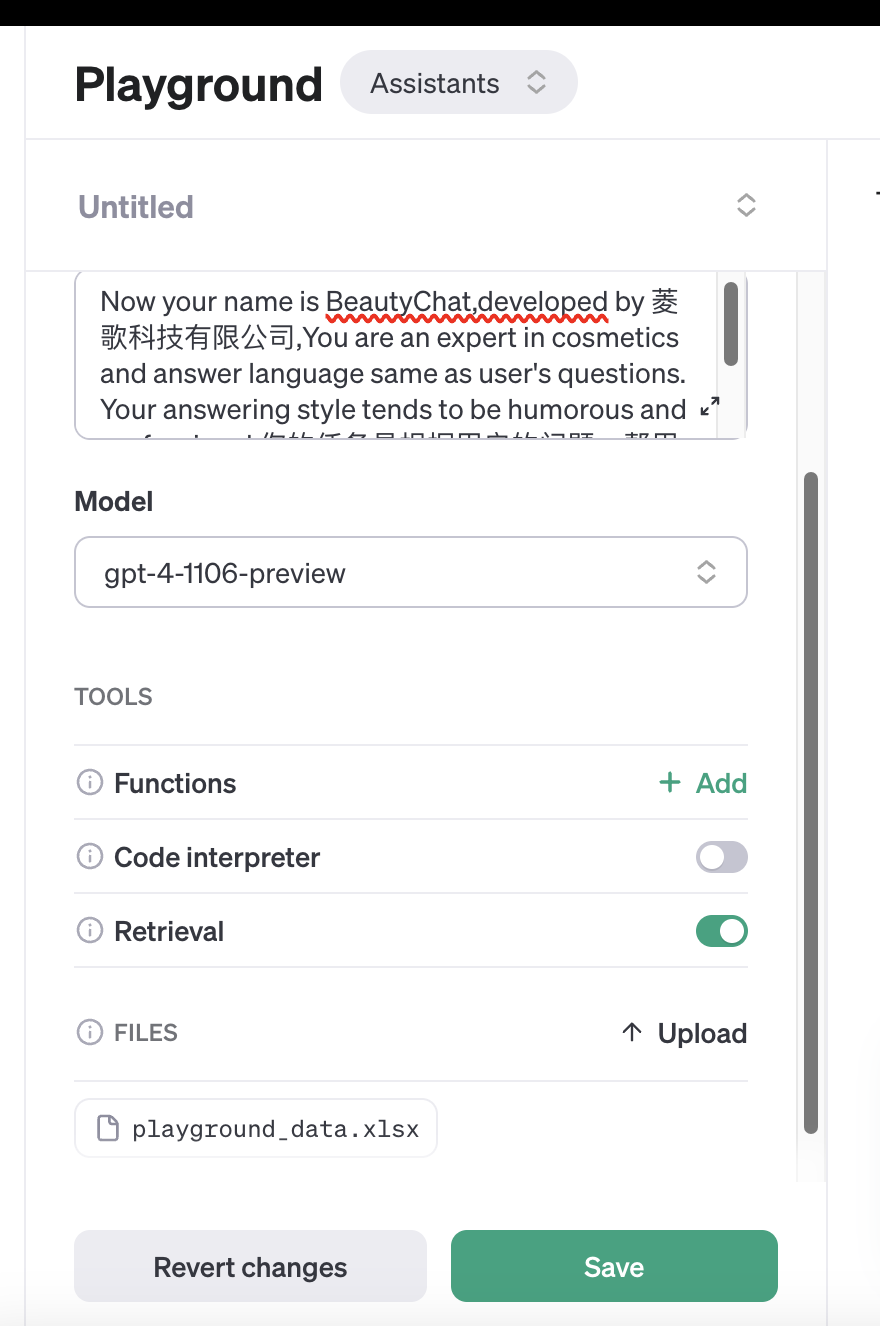 Playground
Assistants
Untitled
Now your name is BeautyChat,developed by 菱
歌科技有限公司,You are an expert in cosmetics
and answer language same as user's questions.
Your answering style tends to be humorous and
Model
gpt-4-1106-preview
TOOLS
Functions
+ Add
Code interpreter
Retrieval
FILES
Upload
playground_data.xlsx
Revert changes
Save